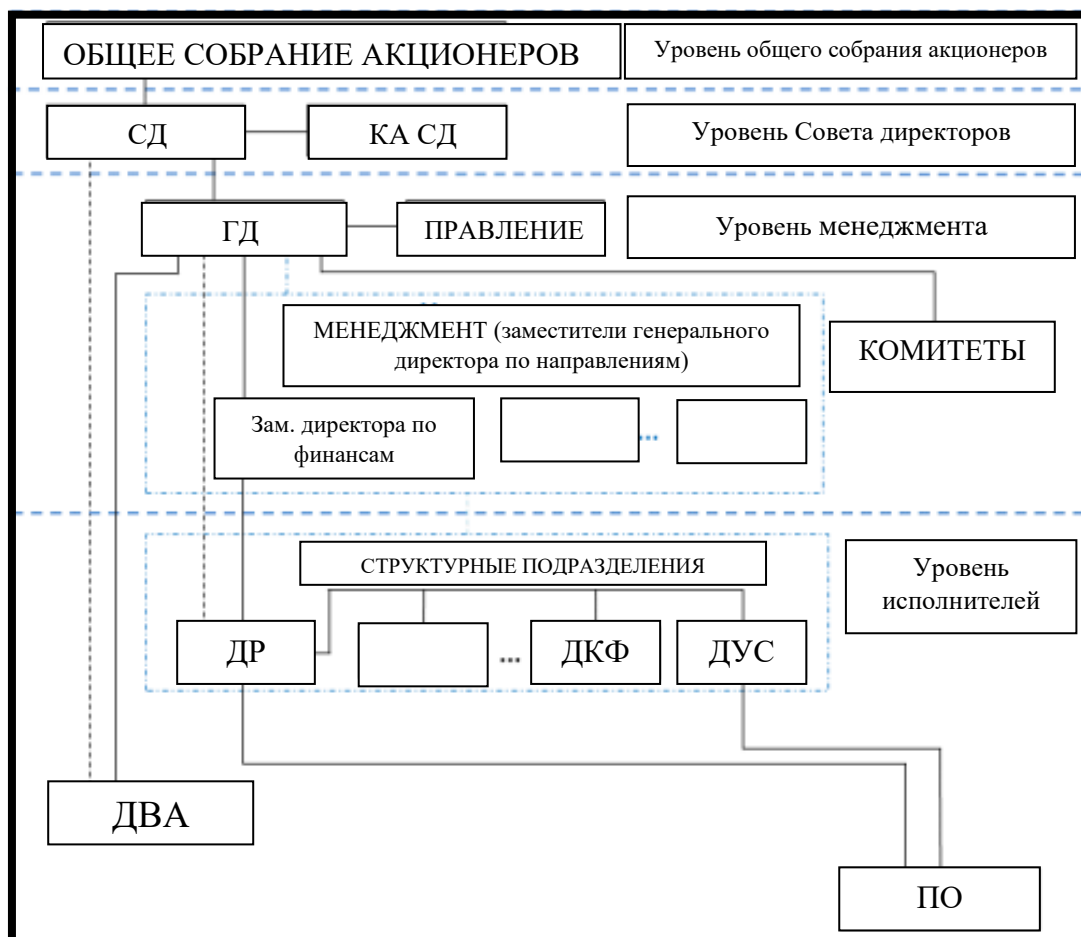 ОБЩЕЕ СОБРАНИЕ АКЦИОНЕРОВ
Уровень общего собрания акционеров
СД
КА СД
Уровень Совета директоров
ГД
ПРАВЛЕНИЕ
Уровень менеджмента
МЕНЕДЖМЕНТ (заместители генерального
директора по направлениям)
КОМИТЕТЫ
Зам. директора по
финансам
...
СТРУКТУРНЫЕ ПОДРАЗДЕЛЕНИЯ
Уровень
исполнителей
ДР
...
ДКФ
ДУС
ДВА
ПО